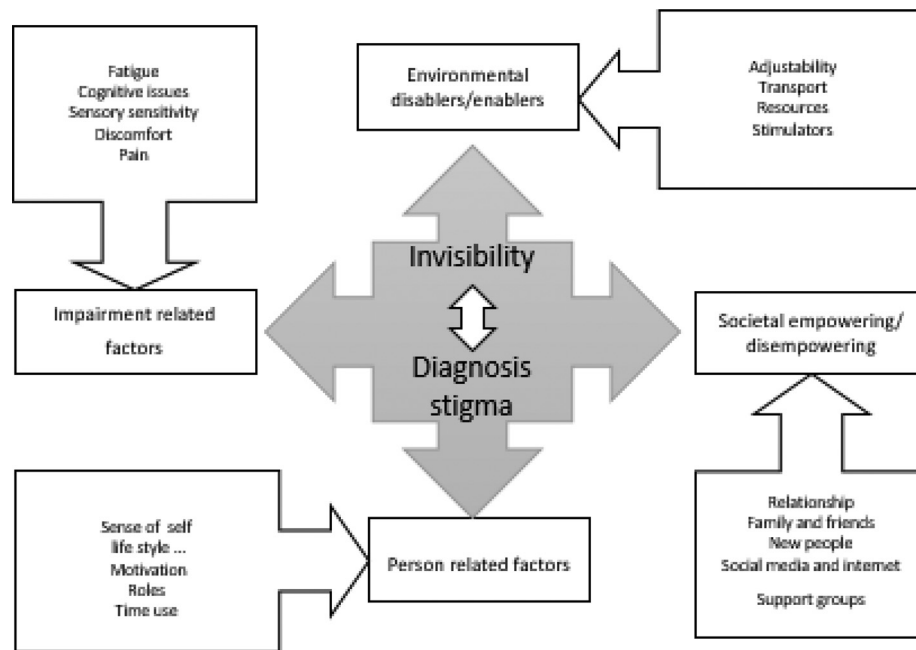 Fatigue
Cognitive issues
Sensory sensitivity
Discomfort
Pain
Environmental
disablers/enablers
Adjustability
Transport
Resources
Stimulators
Invisibility
Impairment related
factors
Societal empowering/
disempowering
Diagnosis
stigma
Sense of self
life style ...
Motivation
Roles
Time use
Person related factors
Relationship
Family and friends
New people
Social media and internet
Support groups